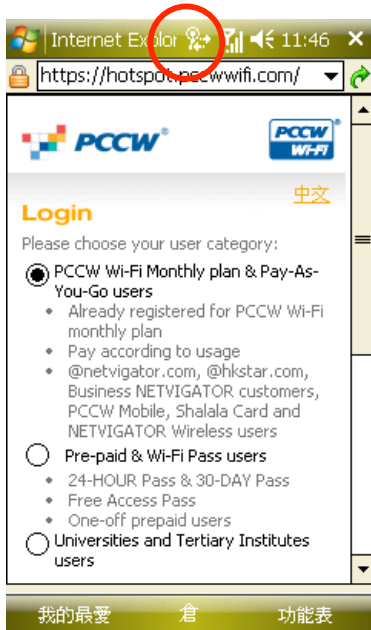 Internet Explor 11:46
https://hotspot.pccwwifi.com/
PCCW® PCCW
Wi-Fi
中文
Login
Please choose your user category:
PCCW Wi-Fi Monthly plan & Pay-As-
You-Go users
Already registered for PCCW Wi-Fi
monthly plan
Pay according to usage
@netvigator.com, @hkstar.com,
Business NETVIGATOR customers,
PCCW Mobile, Shalala Card and
NETVIGATOR Wireless users
Pre-paid & Wi-Fi Pass users
24-HOUR Pass & 30-DAY Pass
Free Access Pass
One-off prepaid users
Universities and Tertiary Institutes
users
我的最愛 倉 功能表